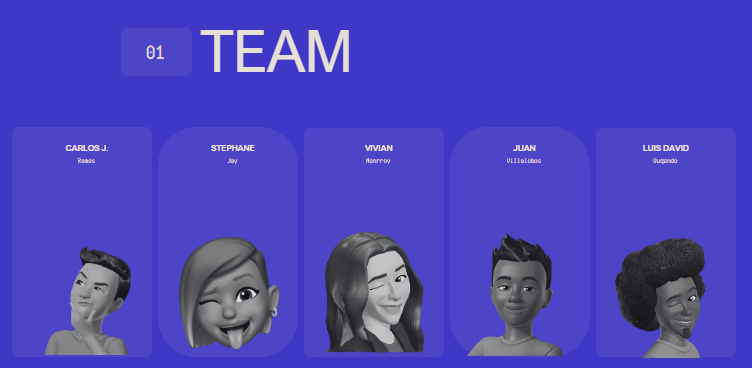 01 TEAM
CARLOS J.
Ramos
STEPHANE
Jay
VIVIAN
Monrroy
JUAN
Villalobos
LUIS DAVID
Oquendo